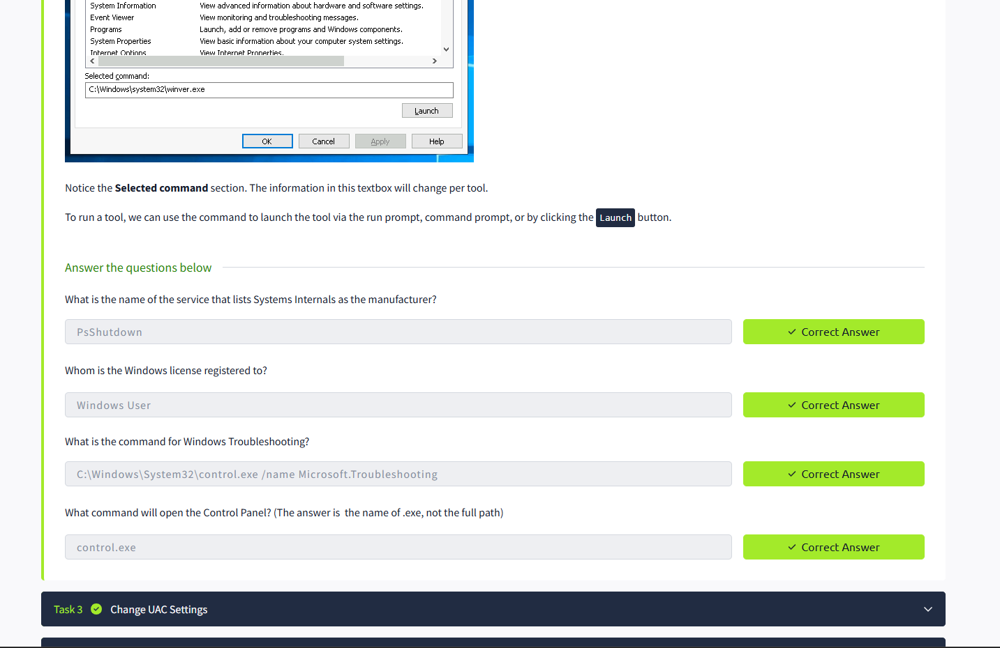 System Information View advanced information about hardware and software settings.
Event Viewer View monitoring and troubleshooting messages.
Programs Launch, add or remove programs and Windows components.
System Properties View basic information about your computer system settings.
Internet Options View Internet Properties.
Selected command:
C:\Windows\system32\winver.exe
Launch
OK Cancel Apply Help
Notice the Selected command section. The information in this textbox will change per tool.
To run a tool, we can use the command to launch the tool via the run prompt, command prompt, or by clicking the Launch button.
Answer the questions below
What is the name of the service that lists Systems Internals as the manufacturer?
PsShutdown
Correct Answer
Whom is the Windows license registered to?
Windows User
Correct Answer
What is the command for Windows Troubleshooting?
C:\Windows\System32\control.exe /name Microsoft.Troubleshooting
Correct Answer
What command will open the Control Panel? (The answer is the name of .exe, not the full path)
control.exe
Correct Answer
Task 3 Change UAC Settings